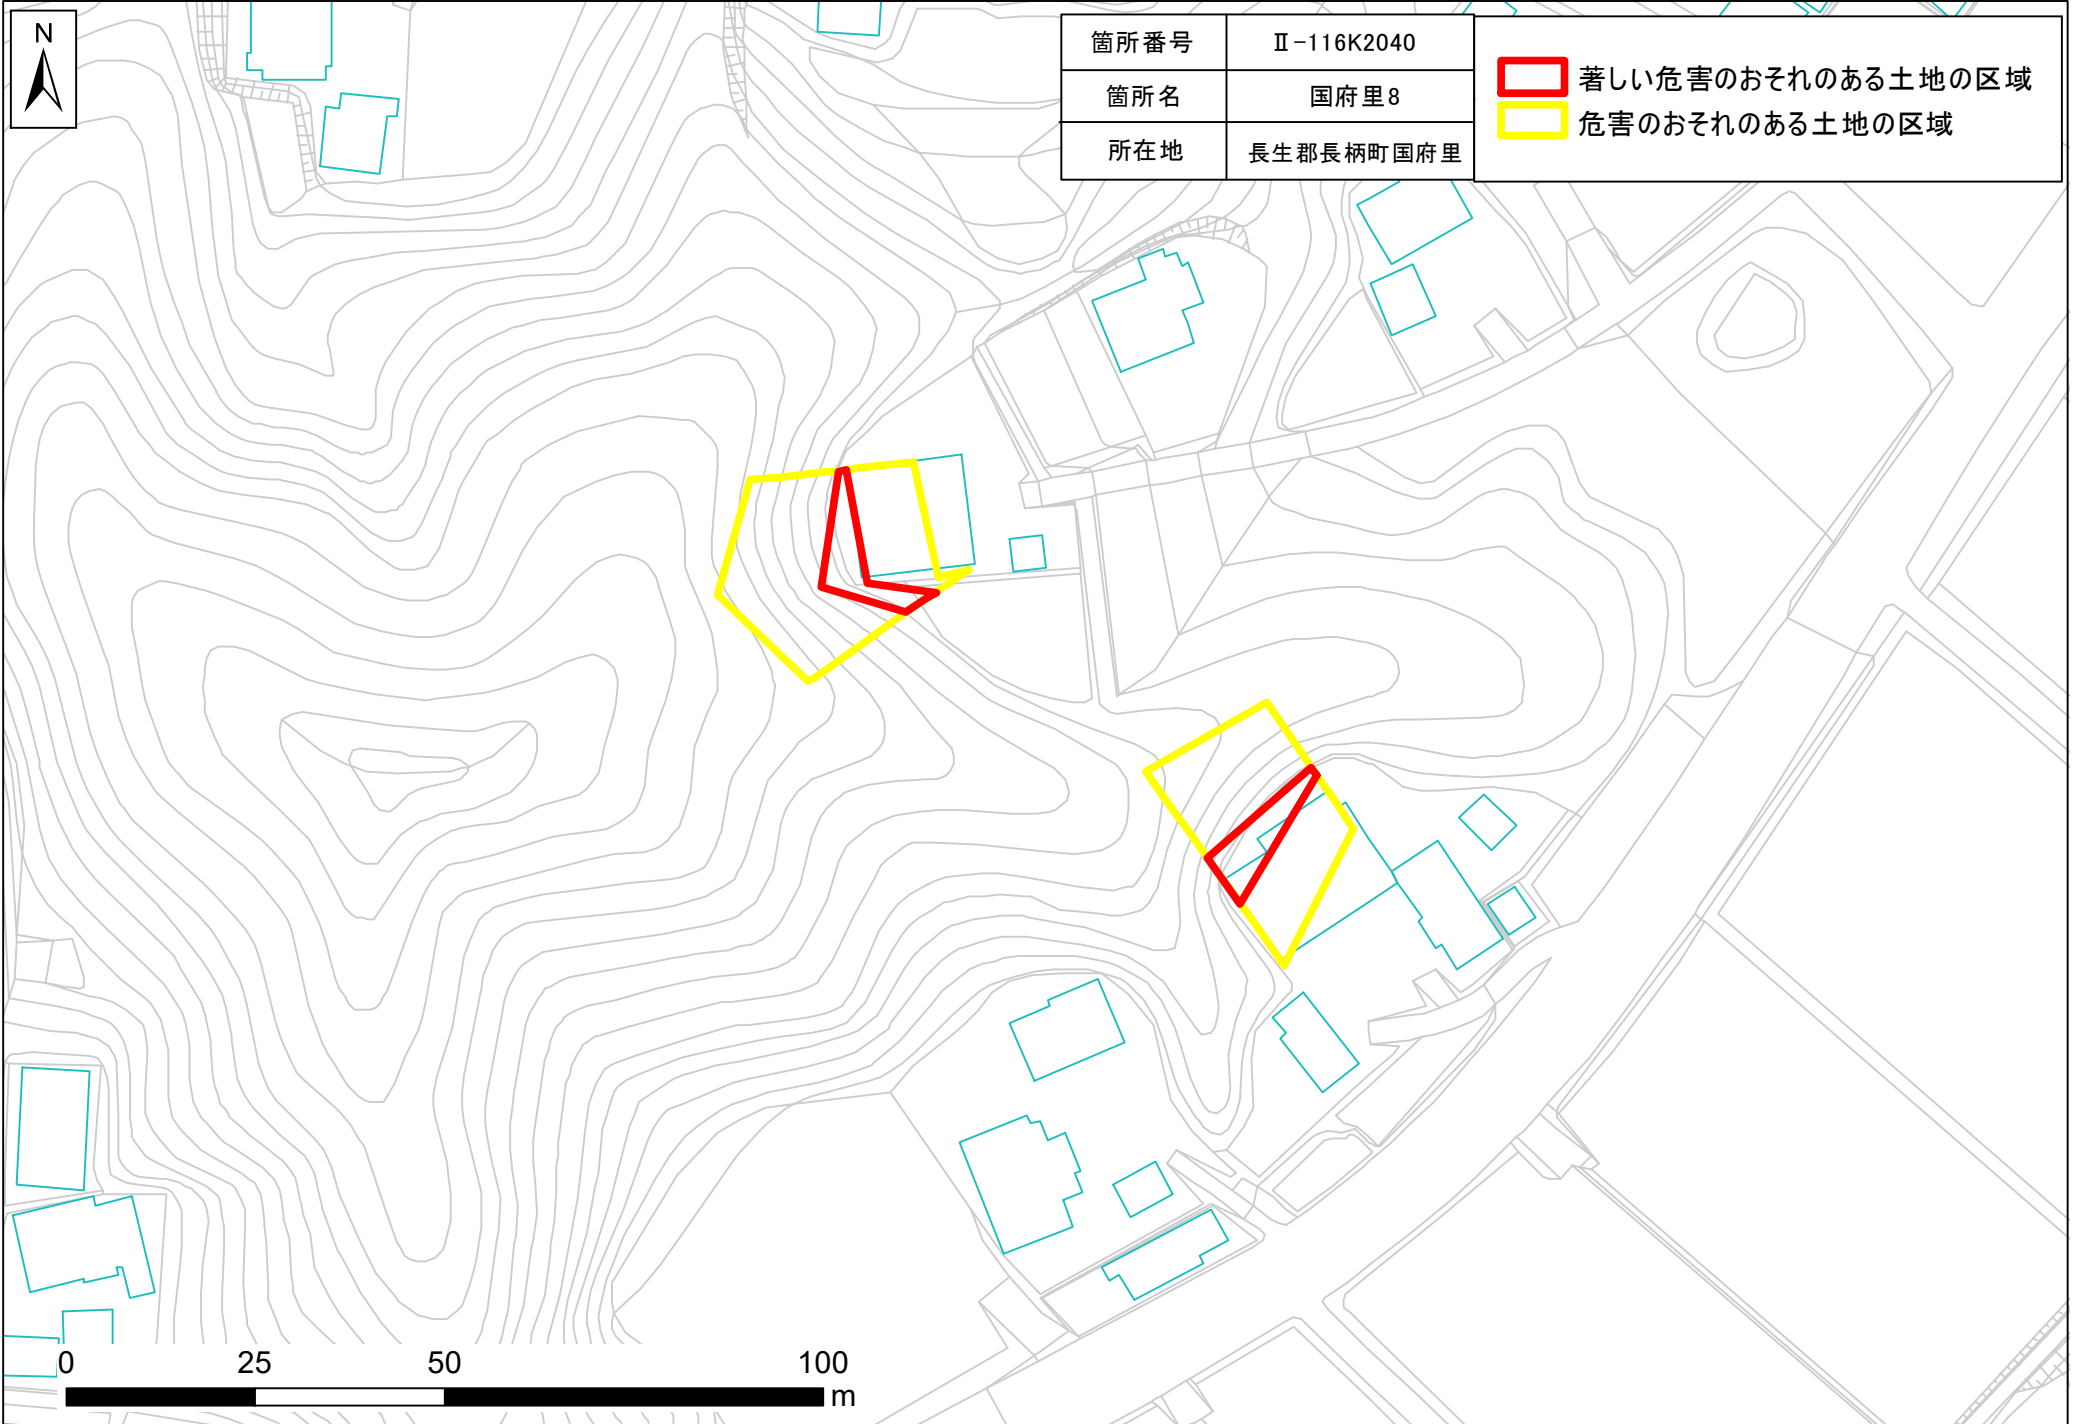 N
箇所番号 Ⅱ-116K2040
箇所名 国府里8
所在地 長生郡長柄町国府里
著しい危害のおそれのある土地の区域
危害のおそれのある土地の区域
0 25 50 100
m